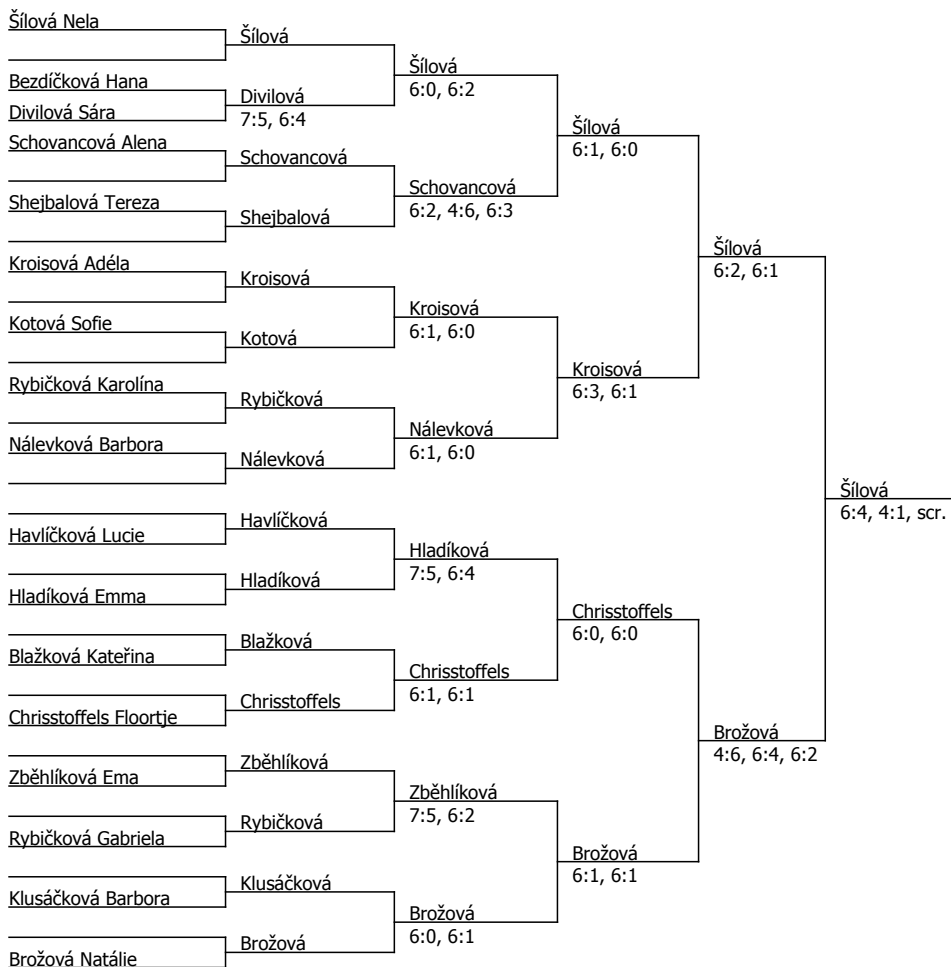 Šílová Nela
Bezdíčková Hana
Divilová Sára
Schovancová Alena
Shejbalová Tereza
Kroisová Adéla
Kotová Sofie
Rybičková Karolína
Nálevková Barbora
Havlíčková Lucie
Hladíková Emma
Blažková Kateřina
Chrisstoffels Floortje
Zběhlíková Ema
Rybičková Gabriela
Klusáčková Barbora
Brožová Natálie
Šílová
Divilová
7:5, 6:4
Schovancová
Shejbalová
Kroisová
Kotová
Rybičková
Nálevková
Havlíčková
Hladíková
Blažková
Chrisstoffels
Zběhlíková
Rybičková
Klusáčková
Brožová
Šílová
6:0, 6:2
Schovancová
6:2, 4:6, 6:3
Kroisová
6:1, 6:0
Nálevková
6:1, 6:0
Hladíková
7:5, 6:4
Chrisstoffels
6:1, 6:1
Zběhlíková
7:5, 6:2
Brožová
6:0, 6:1
Šílová
6:1, 6:0
Kroisová
6:3, 6:1
Chrisstoffels
6:0, 6:0
Brožová
6:1, 6:1
Šílová
6:2, 6:1
Brožová
4:6, 6:4, 6:2
Šílová
6:4, 4:1, scr.